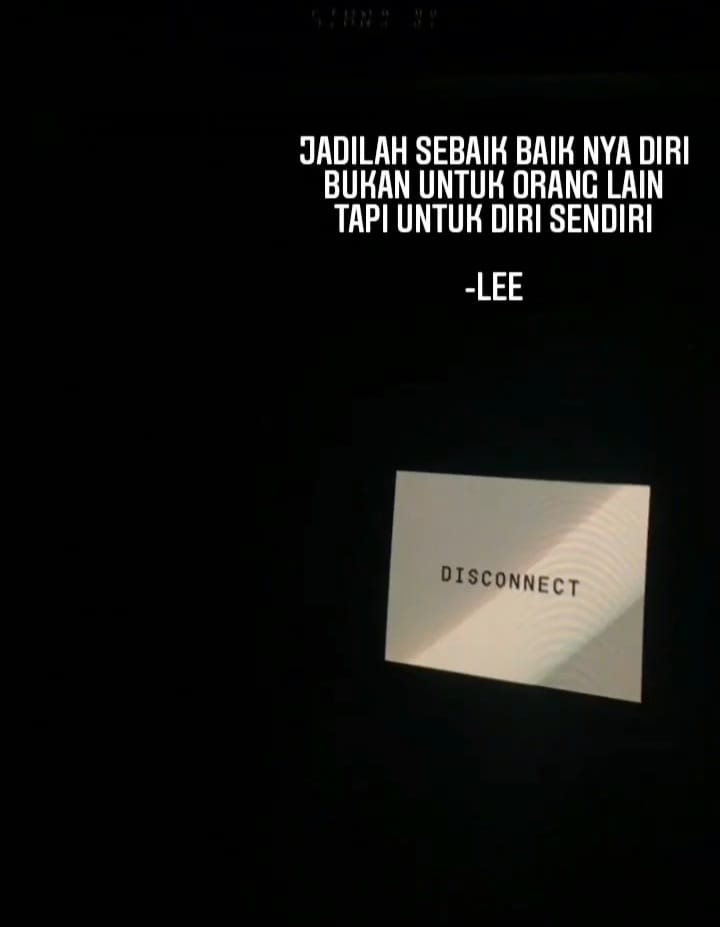 JADILAH SEBAIK BAIK NYA DIRI
BUKAN UNTUK ORANG LAIN
TAPI UNTUK DIRI SENDIRI
-LEE
DISCONNECT